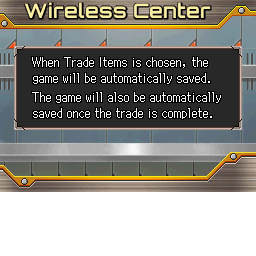 Wireless Center
When Trade Items is chosen, the
game will be automatically saved.
The game will also be automatically
saved once the trade is complete.